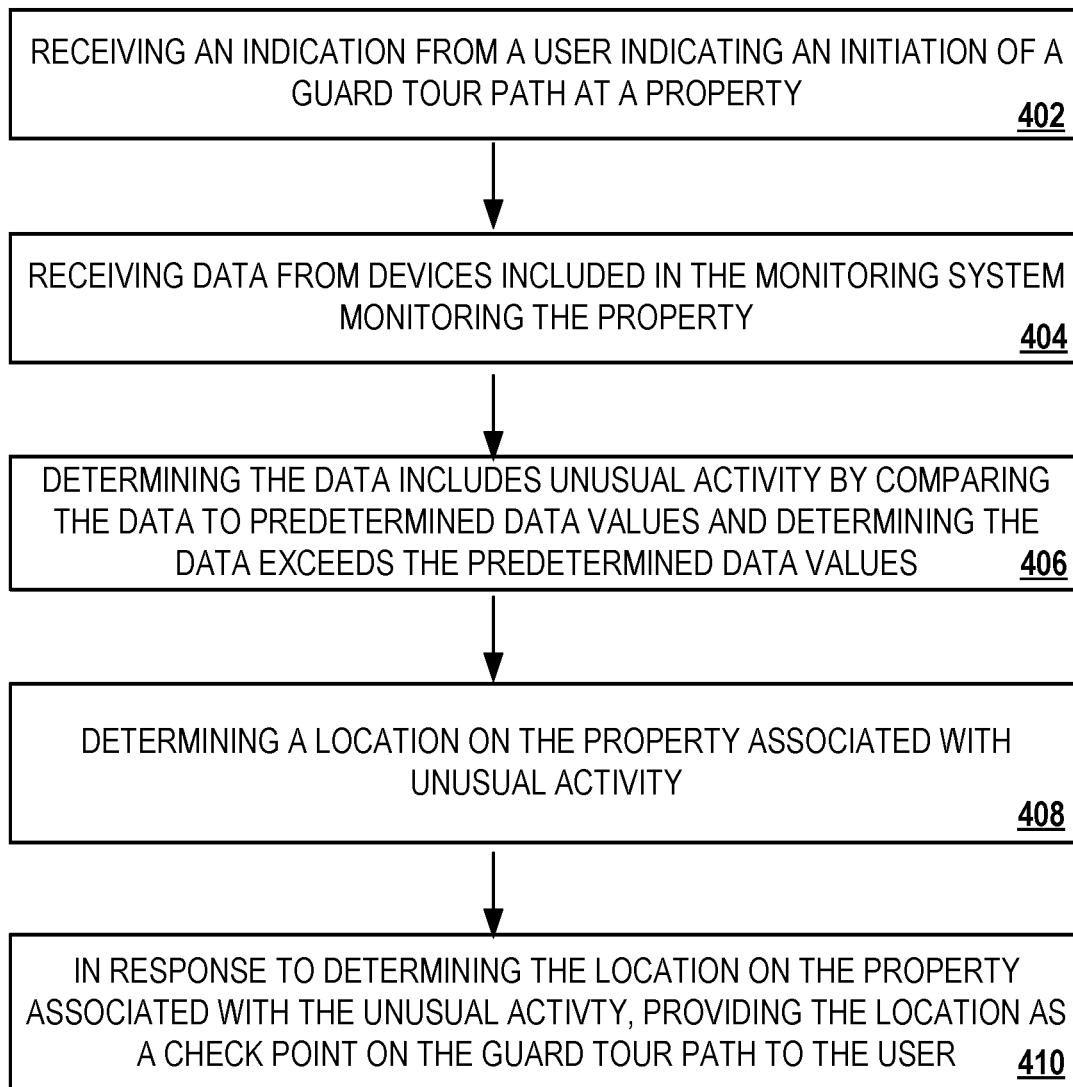 RECEIVING AN INDICATION FROM A USER INDICATING AN INITIATION OF A
GUARD TOUR PATH AT A PROPERTY
402
RECEIVING DATA FROM DEVICES INCLUDED IN THE MONITORING SYSTEM
MONITORING THE PROPERTY
404
DETERMINING THE DATA INCLUDES UNUSUAL ACTIVITY BY COMPARING
THE DATA TO PREDETERMINED DATA VALUES AND DETERMINING THE
DATA EXCEEDS THE PREDETERMINED DATA VALUES
406
DETERMINING A LOCATION ON THE PROPERTY ASSOCIATED WITH
UNUSUAL ACTIVITY
408
IN RESPONSE TO DETERMINING THE LOCATION ON THE PROPERTY
ASSOCIATED WITH THE UNUSUAL ACTIVTY, PROVIDING THE LOCATION AS
A CHECK POINT ON THE GUARD TOUR PATH TO THE USER
410